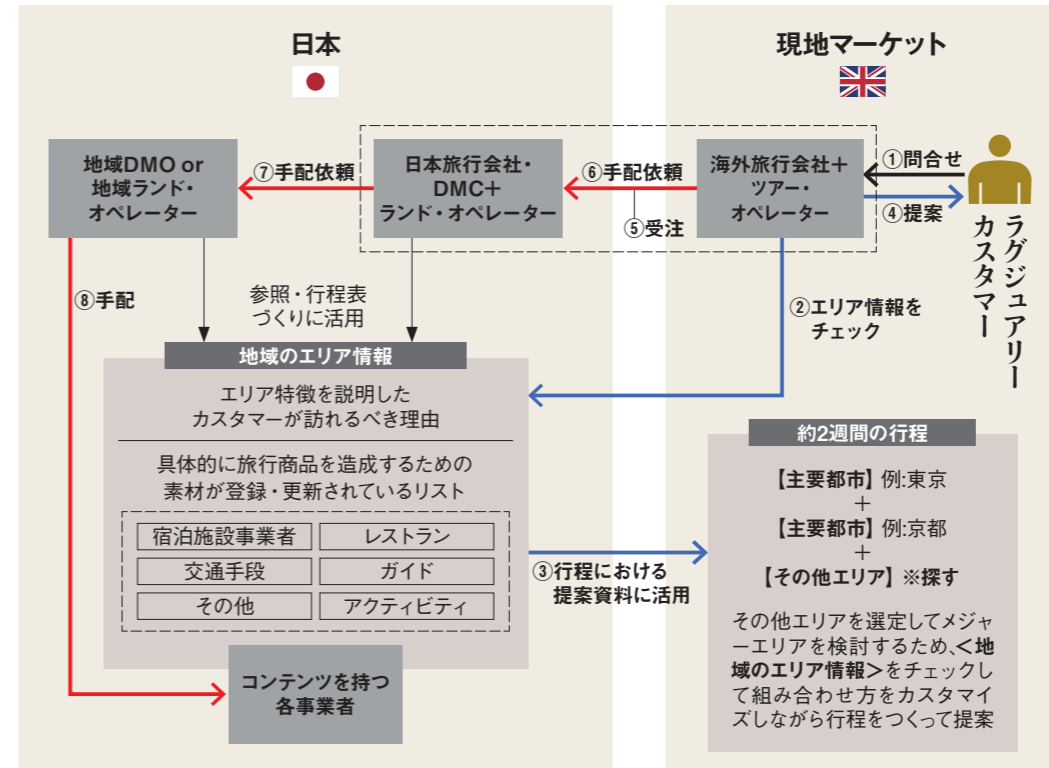 日本
現地マーケット
地域DMO or
地域ランド・
オペレーター
⑦手配依頼
日本旅行会社・
DMC＋
ランド・オペレーター
⑥手配依頼
⑤受注
海外旅行会社＋
ツアー・
オペレーター
①問合せ
④提案
ラグジュアリー
カスタマー
⑧手配
参照・行程表
づくりに活用
②エリア情報を
チェック
地域のエリア情報
エリア特徴を説明した
カスタマーが訪れるべき理由
具体的に旅行商品を造成するための
素材が登録・更新されているリスト
宿泊施設事業者
レストラン
交通手段
ガイド
その他
アクティビティ
③行程における
提案資料に活用
コンテンツを持つ
各事業者
約2週間の行程
【主要都市】例:東京
＋
【主要都市】例:京都
＋
【その他エリア】※探す
その他エリアを選定してメジャ
ーエリアを検討するため、＜地
域のエリア情報＞をチェックし
て組み合わせ方をカスタマイ
ズしながら行程をつくって提案